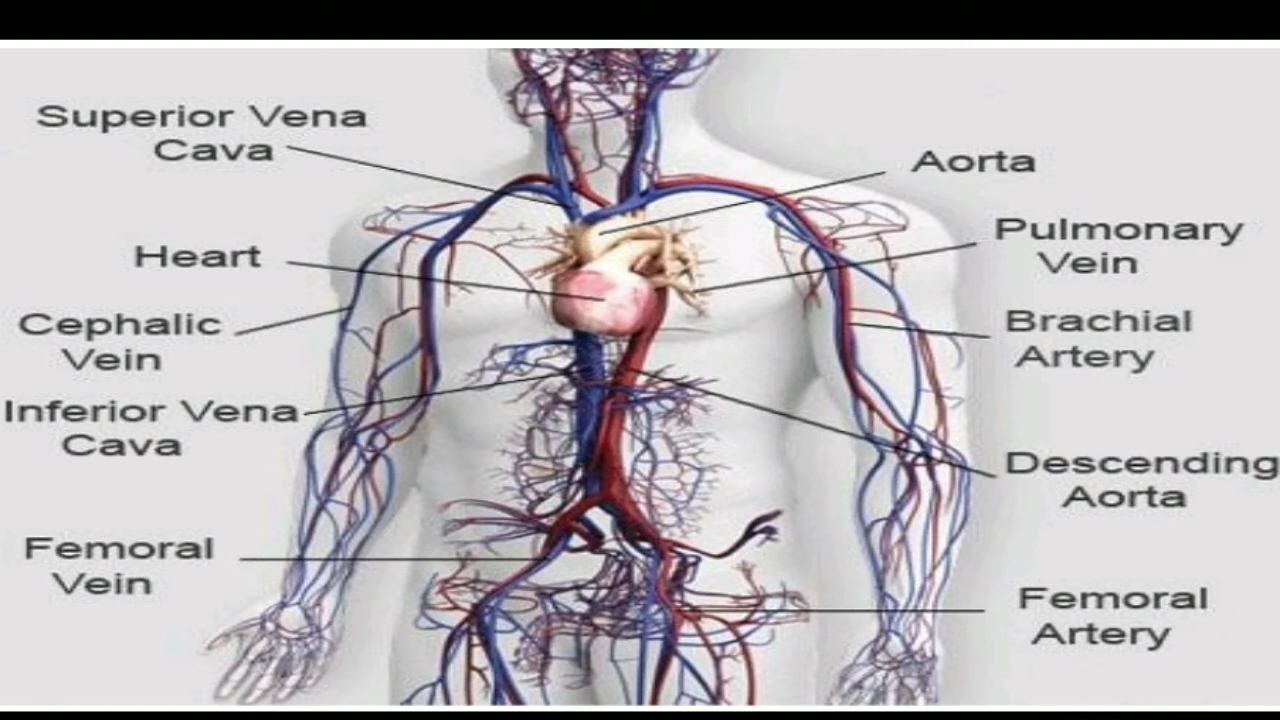 Superior Vena
Cava
Heart
Cephalic
Vein
Inferior Vena
Cava
Femoral
Vein
Aorta
Pulmonary
Vein
Brachial
Artery
Descending
Aorta
Femoral
Artery